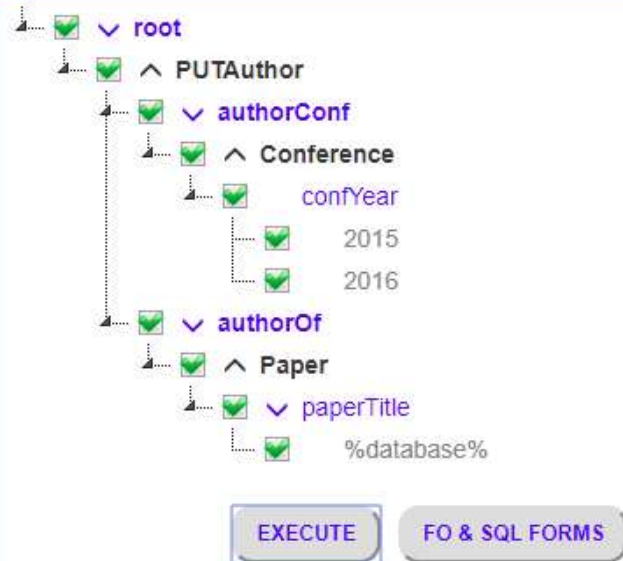 root
PUTAuthor
authorConf
Conference
confYear
2015
2016
authorOf
Paper
paperTitle
%database%
EXECUTE FO & SQL FORMS